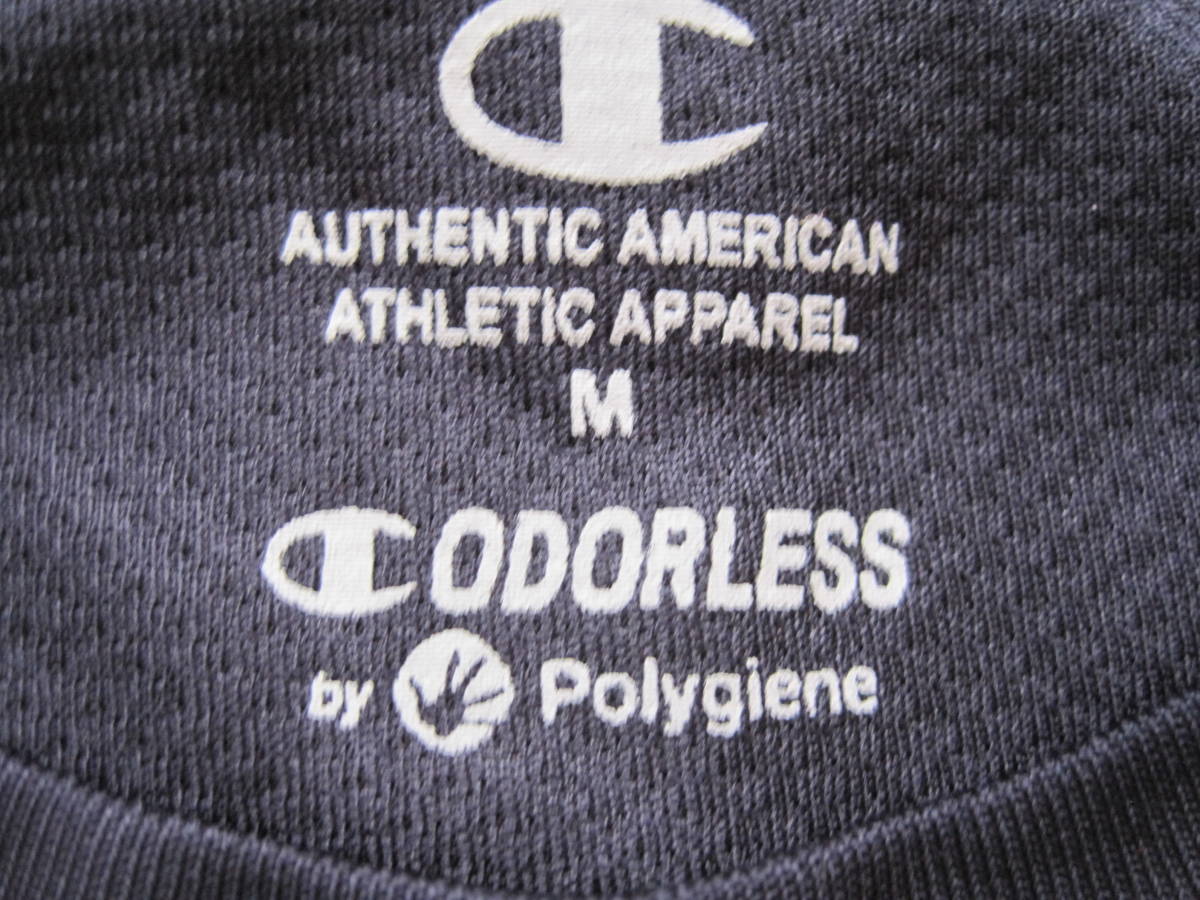 AUTHENTIC AMERICAN
ATHLETIC APPAREL
M
ODORLESS
by Polygiene